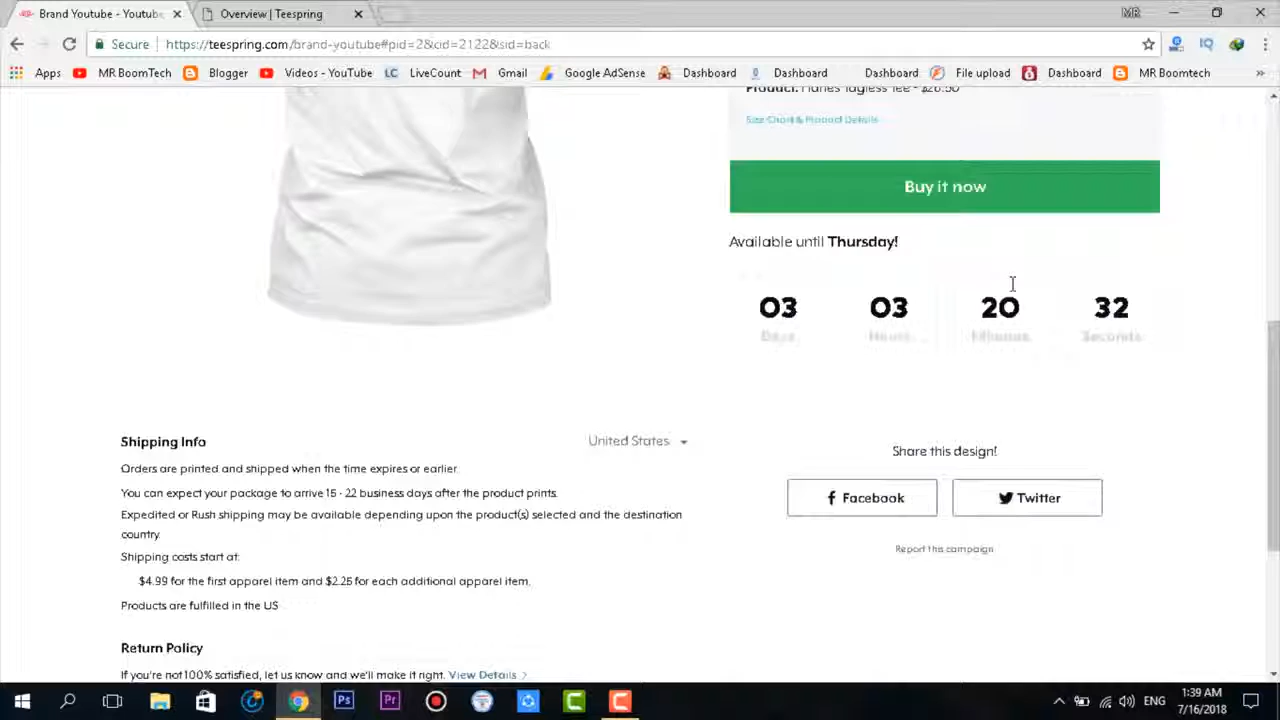 Brand Youtube - Youtube
Overview | Teespring
MR
Secure
https://teespring.com/brand-youtube#pid=2&cid=2122&sid=back
Apps
MR BoomTech
Blogger
Videos - YouTube
LC LiveCount
Gmail
Google AdSense
Dashboard
Dashboard
Dashboard
File upload
Dashboard
MR Boomtech
Product: Hanes Tagless Tee - $26.50
Size Chart & Product Details
Buy it now
Available until Thursday!
03 03 20 32
Days Hours Minutes Seconds
Shipping Info
United States
Orders are printed and shipped when the time expires or earlier.
You can expect your package to arrive 15 - 22 business days after the product prints.
Expedited or Rush shipping may be available depending upon the product(s) selected and the destination
country.
Shipping costs start at:
$4.99 for the first apparel item and $2.25 for each additional apparel item.
Products are fulfilled in the US
Share this design!
Facebook
Twitter
Report this campaign
Return Policy
If you're not 100% satisfied, let us know and we'll make it right. View Details >
Ps
Pr
ENG
1:39 AM
7/16/2018